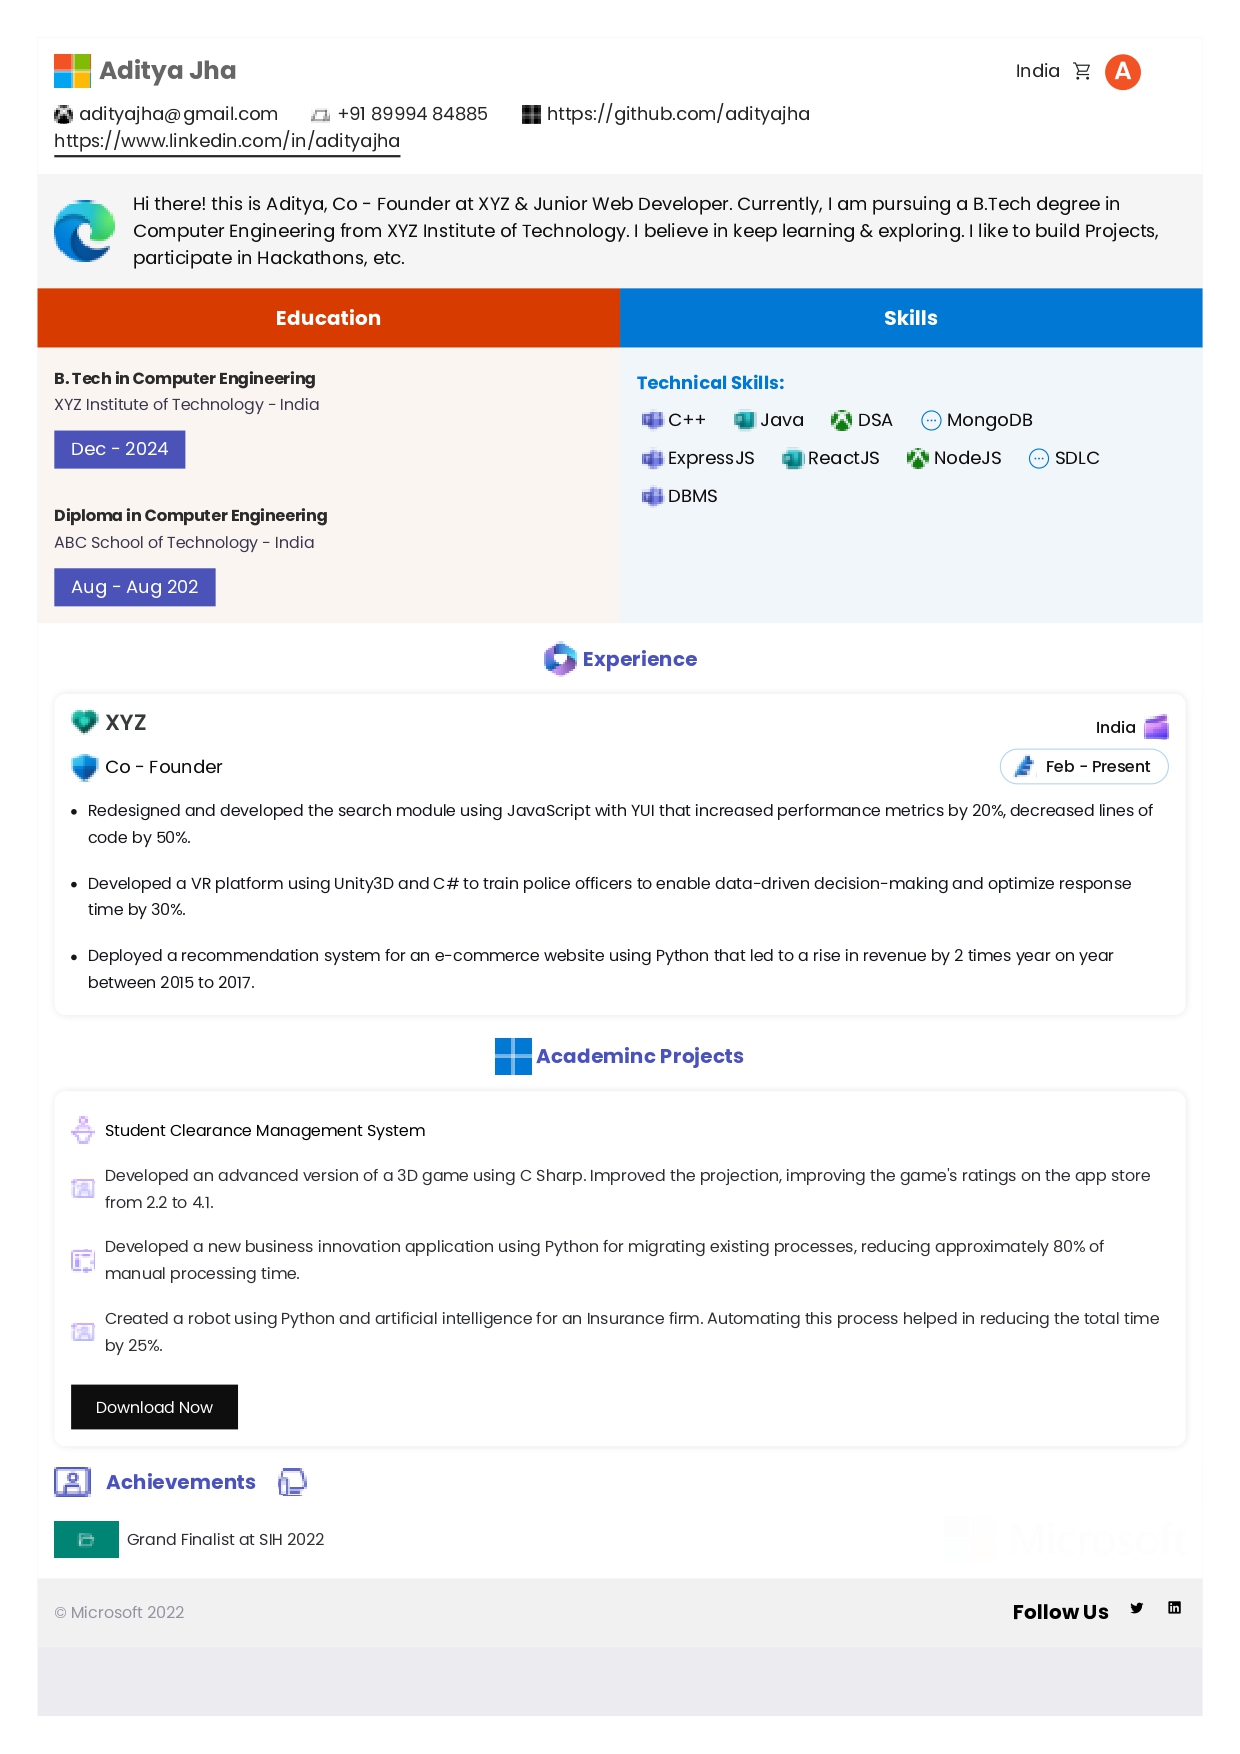 Aditya Jha
India
A
adityajha@gmail.com +91 89994 84885 https://github.com/adityajha
https://www.linkedin.com/in/adityajha
Hi there! this is Aditya, Co - Founder at XYZ & Junior Web Developer. Currently, I am pursuing a B.Tech degree in
Computer Engineering from XYZ Institute of Technology. I believe in keep learning & exploring. I like to build Projects,
participate in Hackathons, etc.
Education
B. Tech in Computer Engineering
XYZ Institute of Technology - India
Dec - 2024
Diploma in Computer Engineering
ABC School of Technology - India
Aug - Aug 202
Skills
Technical Skills:
C++ Java DSA MongoDB
ExpressJS ReactJS NodeJS SDLC
DBMS
Experience
XYZ
India
Co - Founder
Feb - Present
• Redesigned and developed the search module using JavaScript with YUI that increased performance metrics by 20%, decreased lines of
code by 50%.
• Developed a VR platform using Unity3D and C# to train police officers to enable data-driven decision-making and optimize response
time by 30%.
• Deployed a recommendation system for an e-commerce website using Python that led to a rise in revenue by 2 times year on year
between 2015 to 2017.
Academinc Projects
Student Clearance Management System
Developed an advanced version of a 3D game using C Sharp. Improved the projection, improving the game's ratings on the app store
from 2.2 to 4.1.
Developed a new business innovation application using Python for migrating existing processes, reducing approximately 80% of
manual processing time.
Created a robot using Python and artificial intelligence for an Insurance firm. Automating this process helped in reducing the total time
by 25%.
Download Now
Achievements
Grand Finalist at SIH 2022
Microsoft
© Microsoft 2022
Follow Us